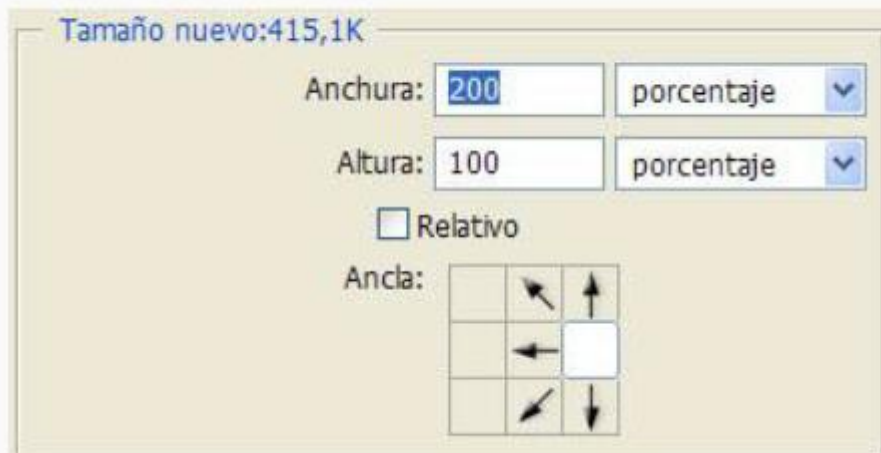 Tamaño nuevo:415,1K
Anchura: 200 porcentaje
Altura: 100 porcentaje
Relativo
Ancla: